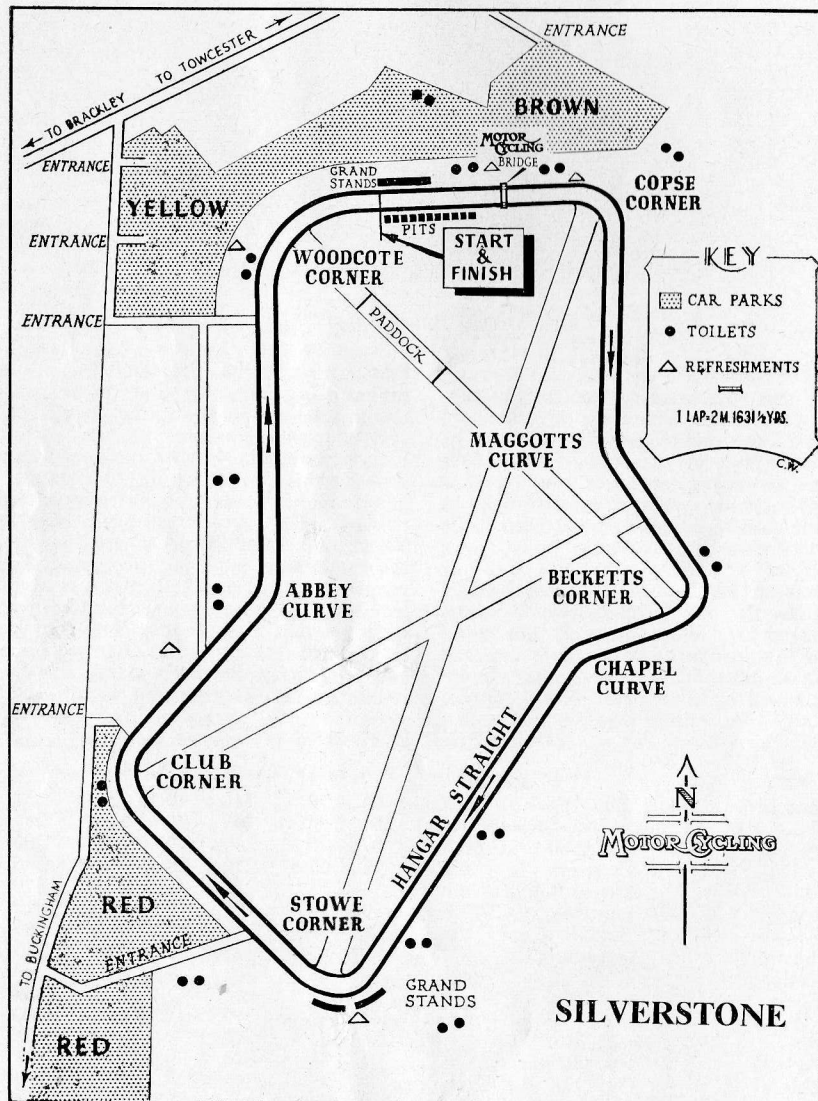 ENTRANCE
TO TOWCESTER
TO BRACKLEY
BROWN
MOTOR CYCLING
BRIDGE
ENTRANCE
GRAND
STANDS
COPSE
CORNER
YELLOW
PITS
START
&
FINISH
ENTRANCE
WOODCOTE
CORNER
KEY
CAR PARKS
TOILETS
REFRESHMENTS
1 LAP=2 M. 1631 ½ YDS.
C.W.
ENTRANCE
PADDOCK
MAGGOTTS
CURVE
BECKETTS
CORNER
ABBEY
CURVE
CHAPEL
CURVE
ENTRANCE
HANGAR STRAIGHT
CLUB
CORNER
N
MOTOR CYCLING
STOWE
CORNER
RED
TO BUCKINGHAM
ENTRANCE
GRAND
STANDS
SILVERSTONE
RED